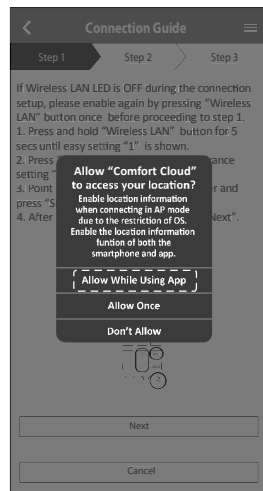 Connection Guide
Step 1
Step 2
Step 3
If Wireless LAN LED is OFF during the connection
setup, please enable again by pressing "Wireless
LAN" button once before proceeding to step 1.
1. Press and hold "Wireless LAN" button for 5
secs until easy setting "1" is shown.
2. Press
setting "
3. Point
press "S
4. After
Next".
Allow "Comfort Cloud"
to access your location?
Enable location information
when connecting in AP mode
due to the restriction of OS.
Enable the location information
funtion of both the
smartphone and app.
Allow While Using App
Allow Once
Don't Allow
2
Next
Cancel